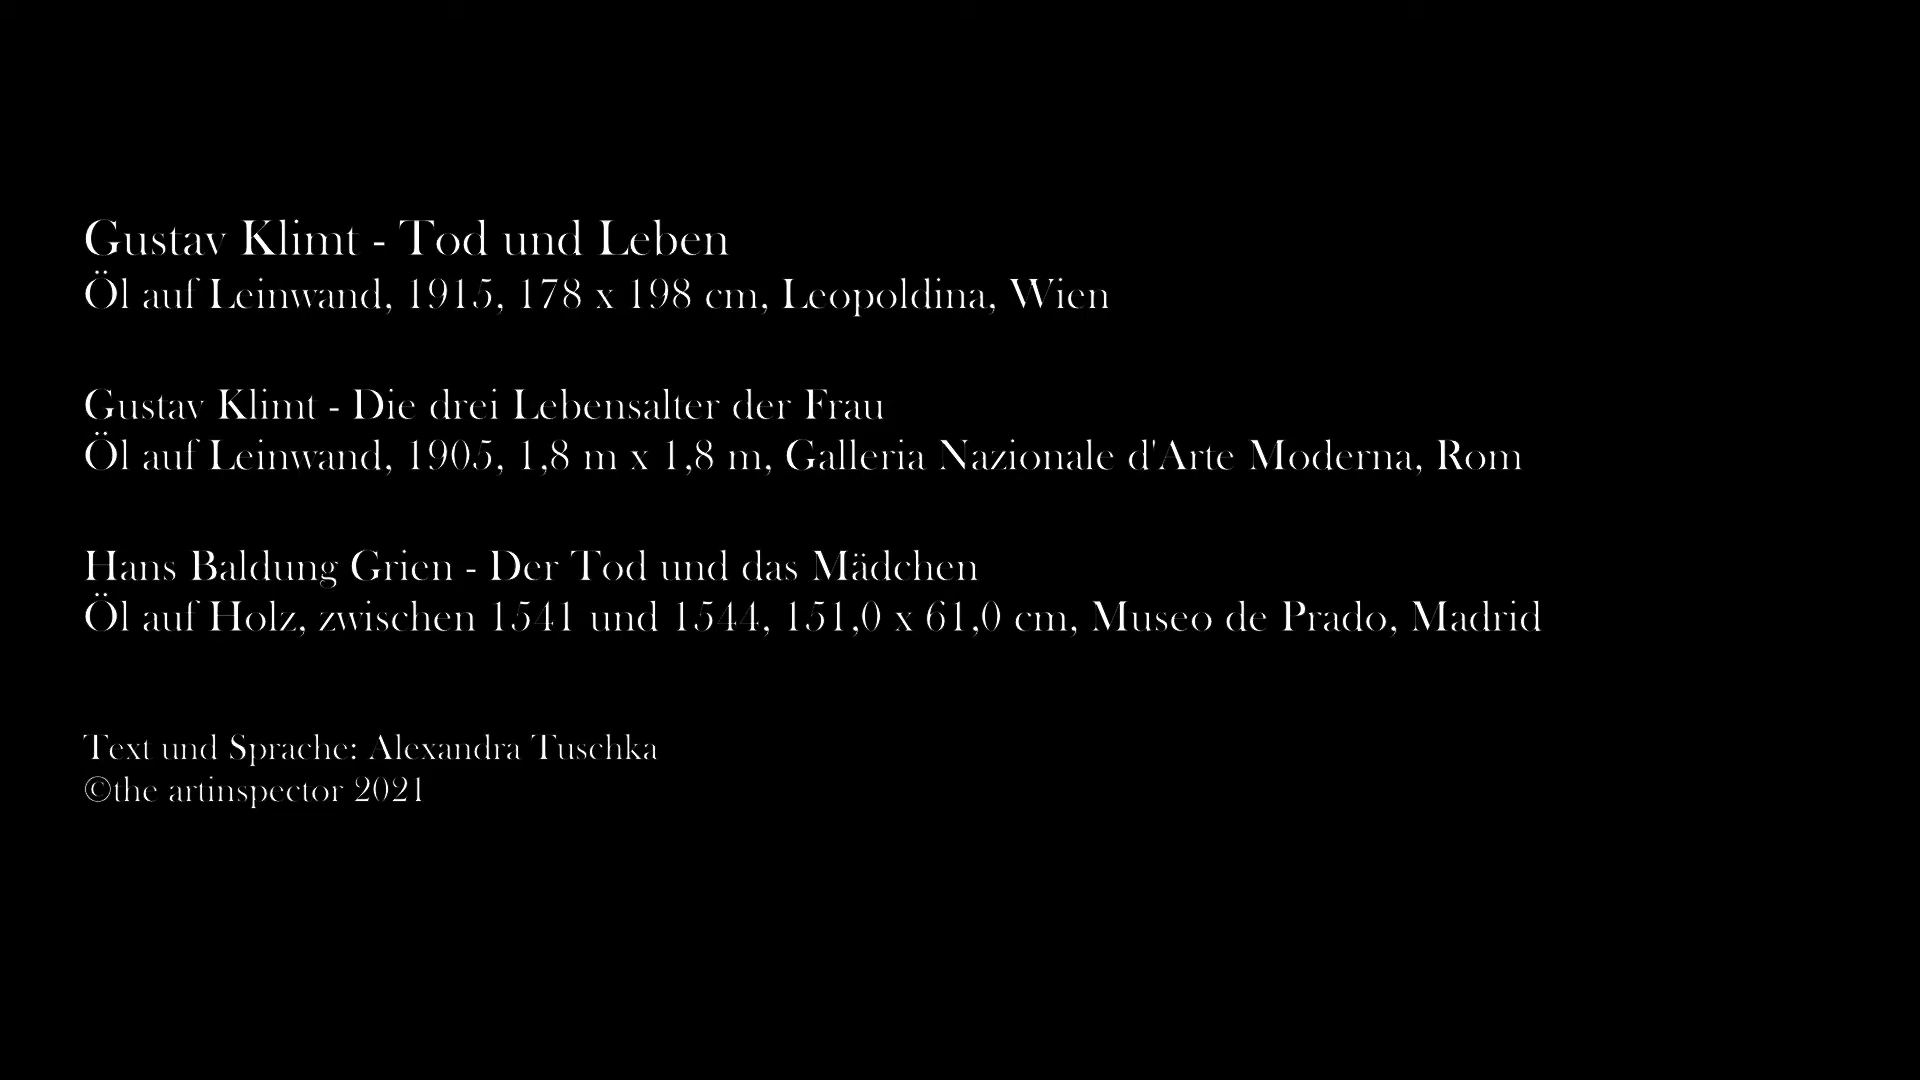 Gustav Klimt - Tod und Leben
Öl auf Leinwand, 1915, 178 x 198 cm, Leopoldina, Wien
Gustav Klimt - Die drei Lebensalter der Frau
Öl auf Leinwand, 1905, 1,8 m x 1,8 m, Galleria Nazionale d'Arte Moderna, Rom
Hans Baldung Grien - Der Tod und das Mädchen
Öl auf Holz, zwischen 1541 und 1544, 151,0 x 61,0 cm, Museo de Prado, Madrid
Text und Sprache: Alexandra Tuschka
©the artinspector 2021